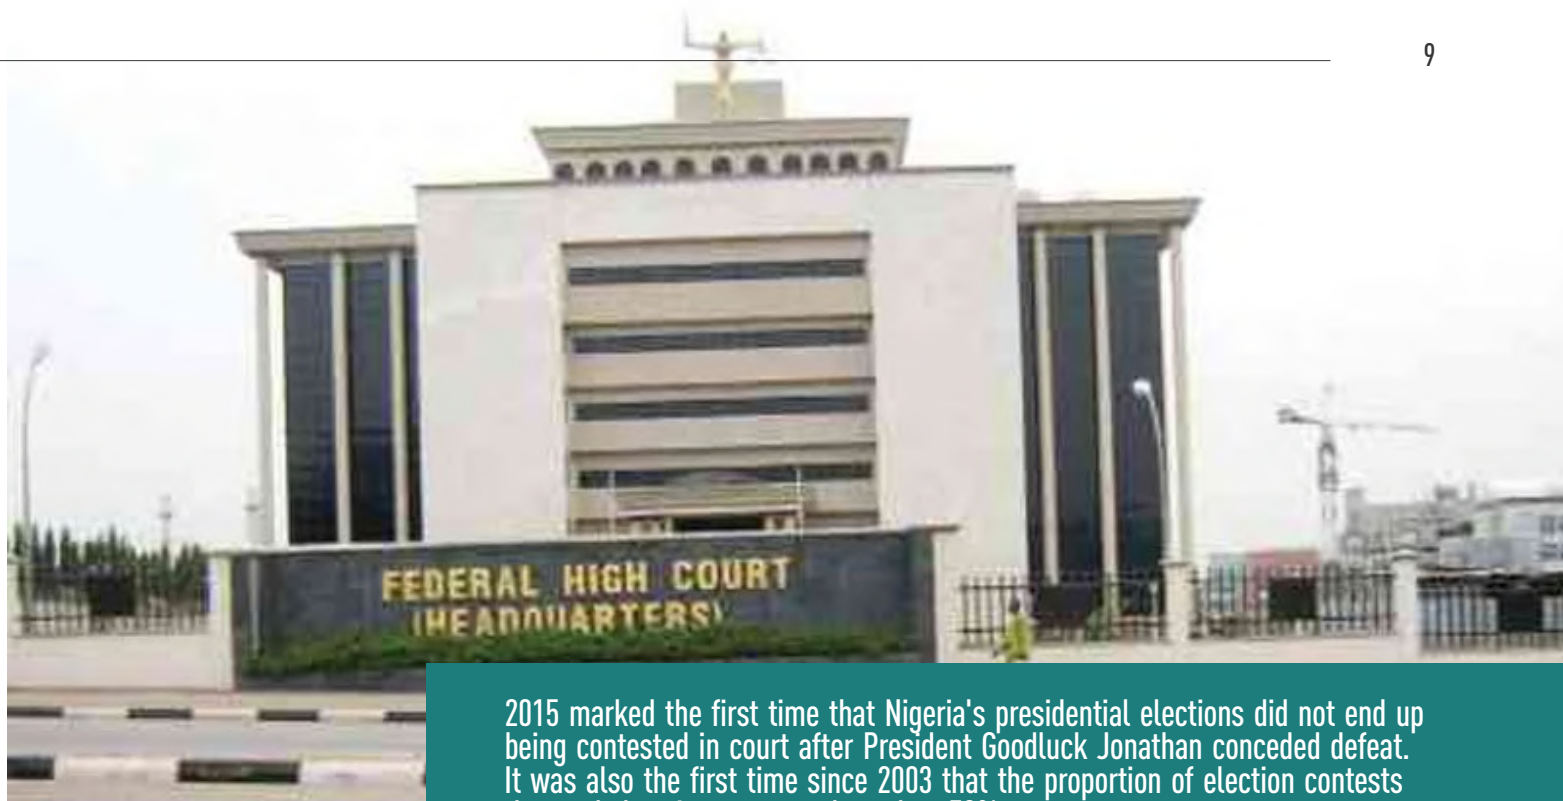 9
FEDERAL HIGH COURT
(HEADQUARTERS)
2015 marked the first time that Nigeria's presidential elections did not end up
being contested in court after President Goodluck Jonathan conceded defeat.
It was also the first time since 2003 that the proportion of election contests